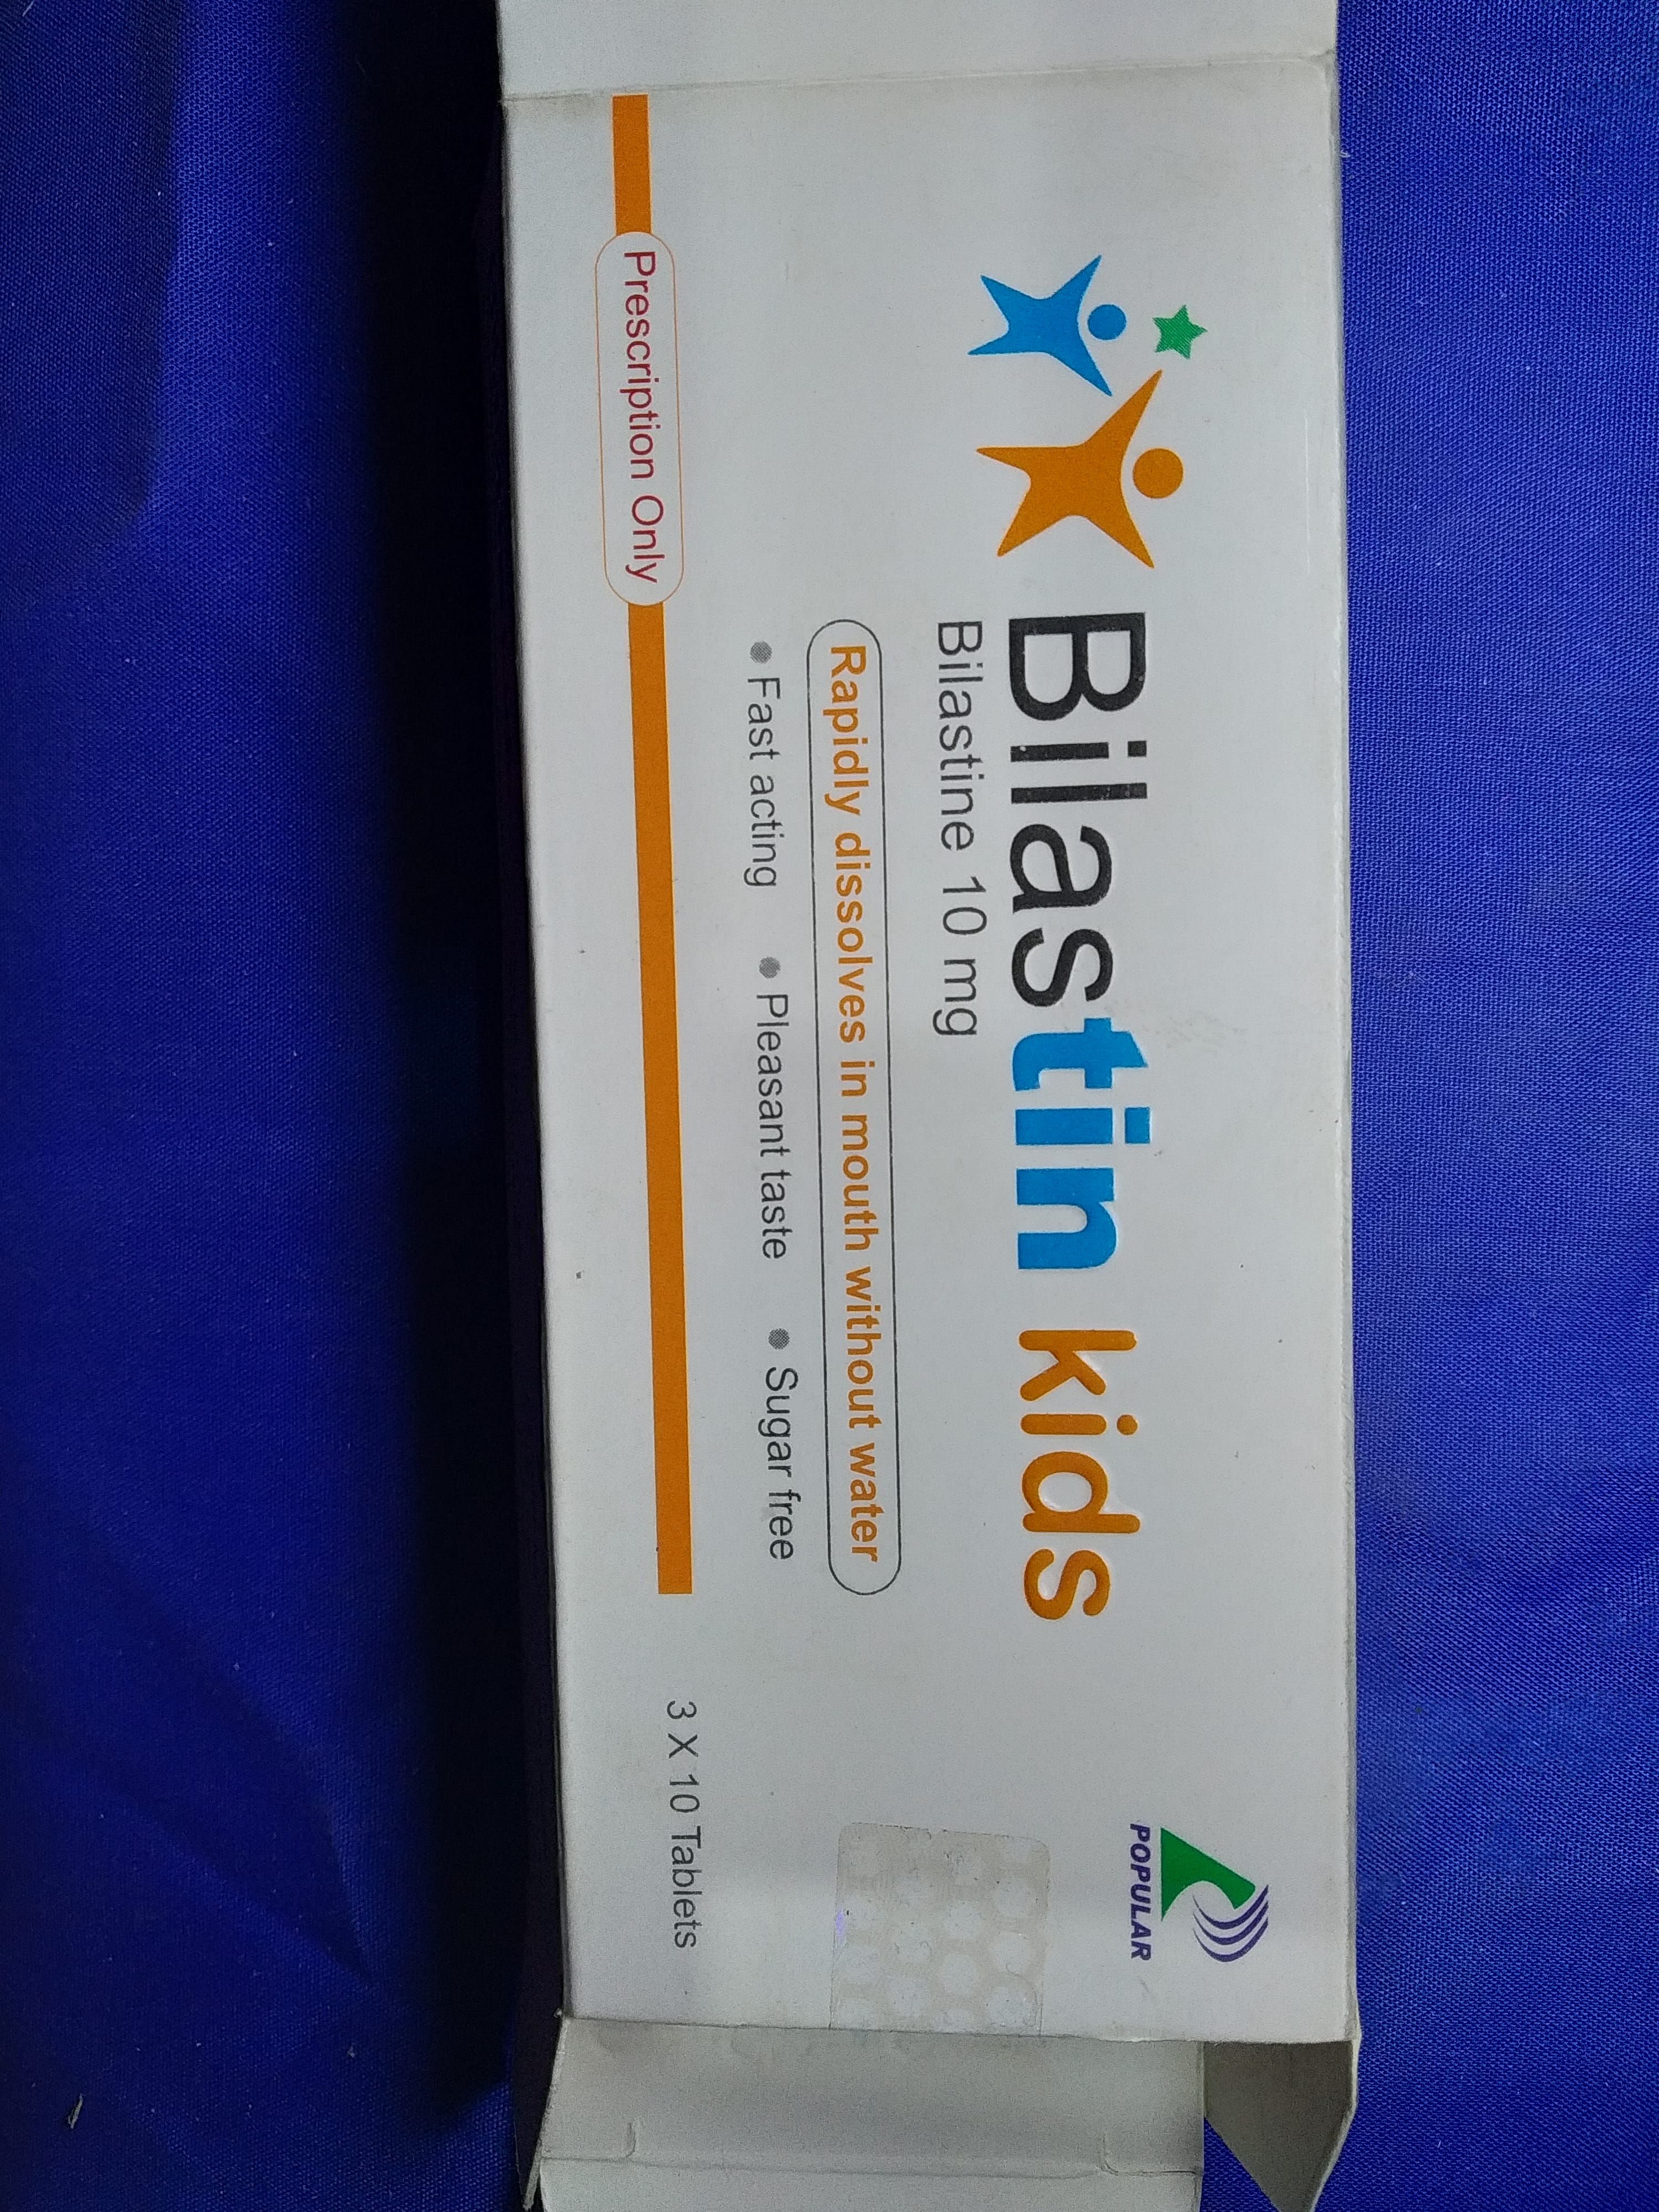 POPULAR
Bilastin kids
Bilastine 10 mg
Rapidly dissolves in mouth without water
• Fast acting • Pleasant taste • Sugar free
Prescription Only
3 X 10 Tablets